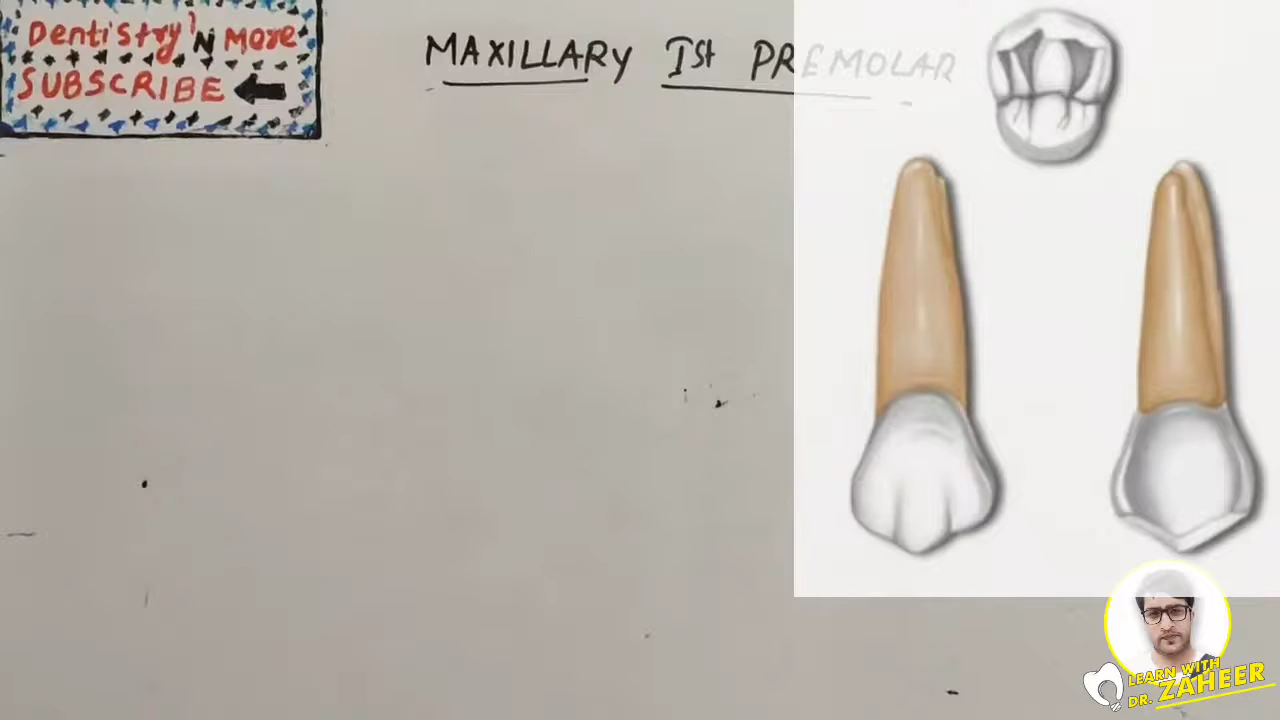 Dentistry'N More
SUBSCRIBE
MAXILLARY Ist PREMOLAR
LEARN WITH
DR. ZAHEER